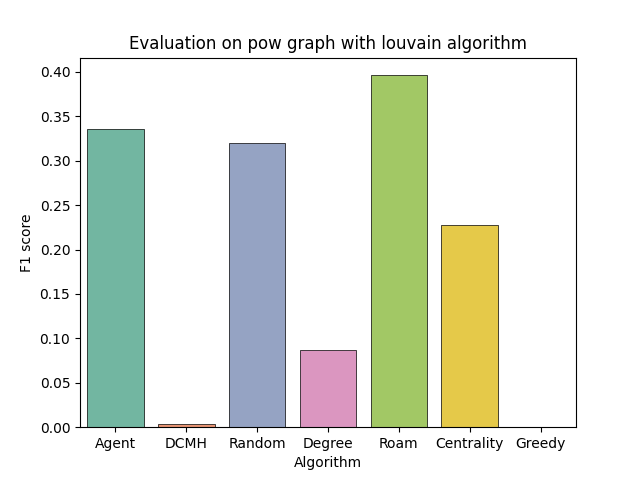 Evaluation on pow graph with louvain algorithm
0.40
0.35
0.30
0.25
0.20
0.15
0.10
0.05
0.00
F1 score
Agent DCMH Random Degree Roam Centrality Greedy
Algorithm